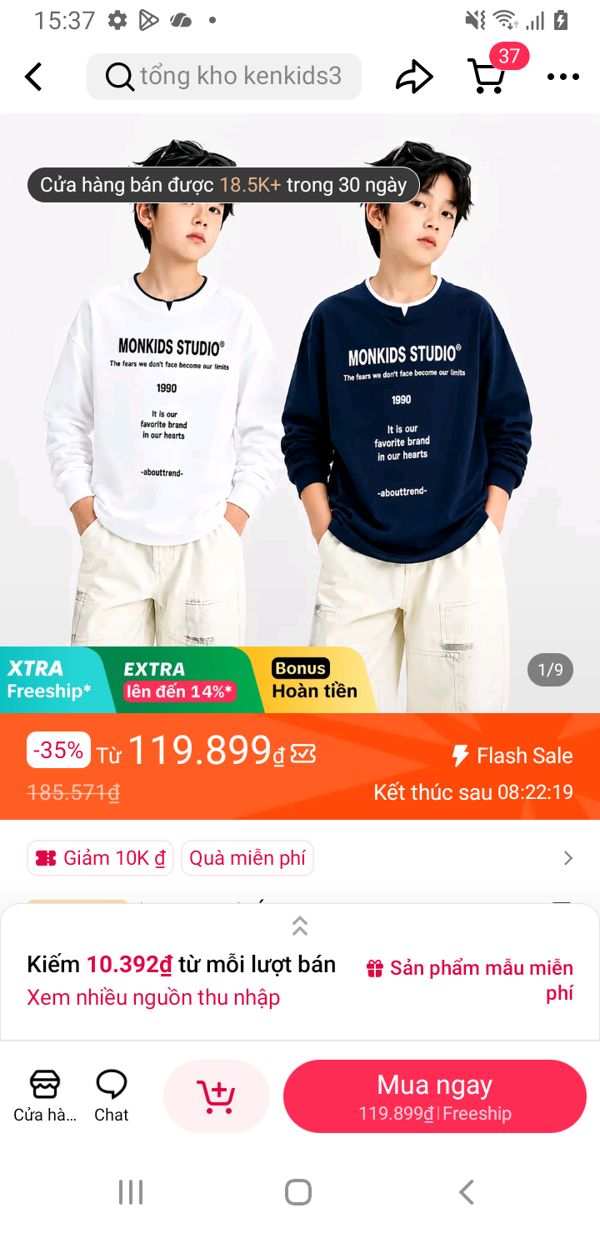 15:37
37
tổng kho kenkids3
Cửa hàng bán được 18.5K+ trong 30 ngày
MONKIDS STUDIO®
The fears we don't face become our limits
1990
It is our
favorite brand
in our hearts
-abouttrend-
MONKIDS STUDIO®
The fears we don't face become our limits
1990
It is our
favorite brand
in our hearts
-abouttrend-
XTRA
Freeship*
EXTRA
lên đến 14%*
Bonus
Hoàn tiền
1/9
-35% Từ 119.899₫
Flash Sale
185.571₫
Kết thúc sau 08:22:19
Giảm 10K ₫
Quà miễn phí
Kiếm 10.392₫ từ mỗi lượt bán
Xem nhiều nguồn thu nhập
Sản phẩm mẫu miễn
phí
Cửa hà...
Chat
Mua ngay
119.899₫|Freeship